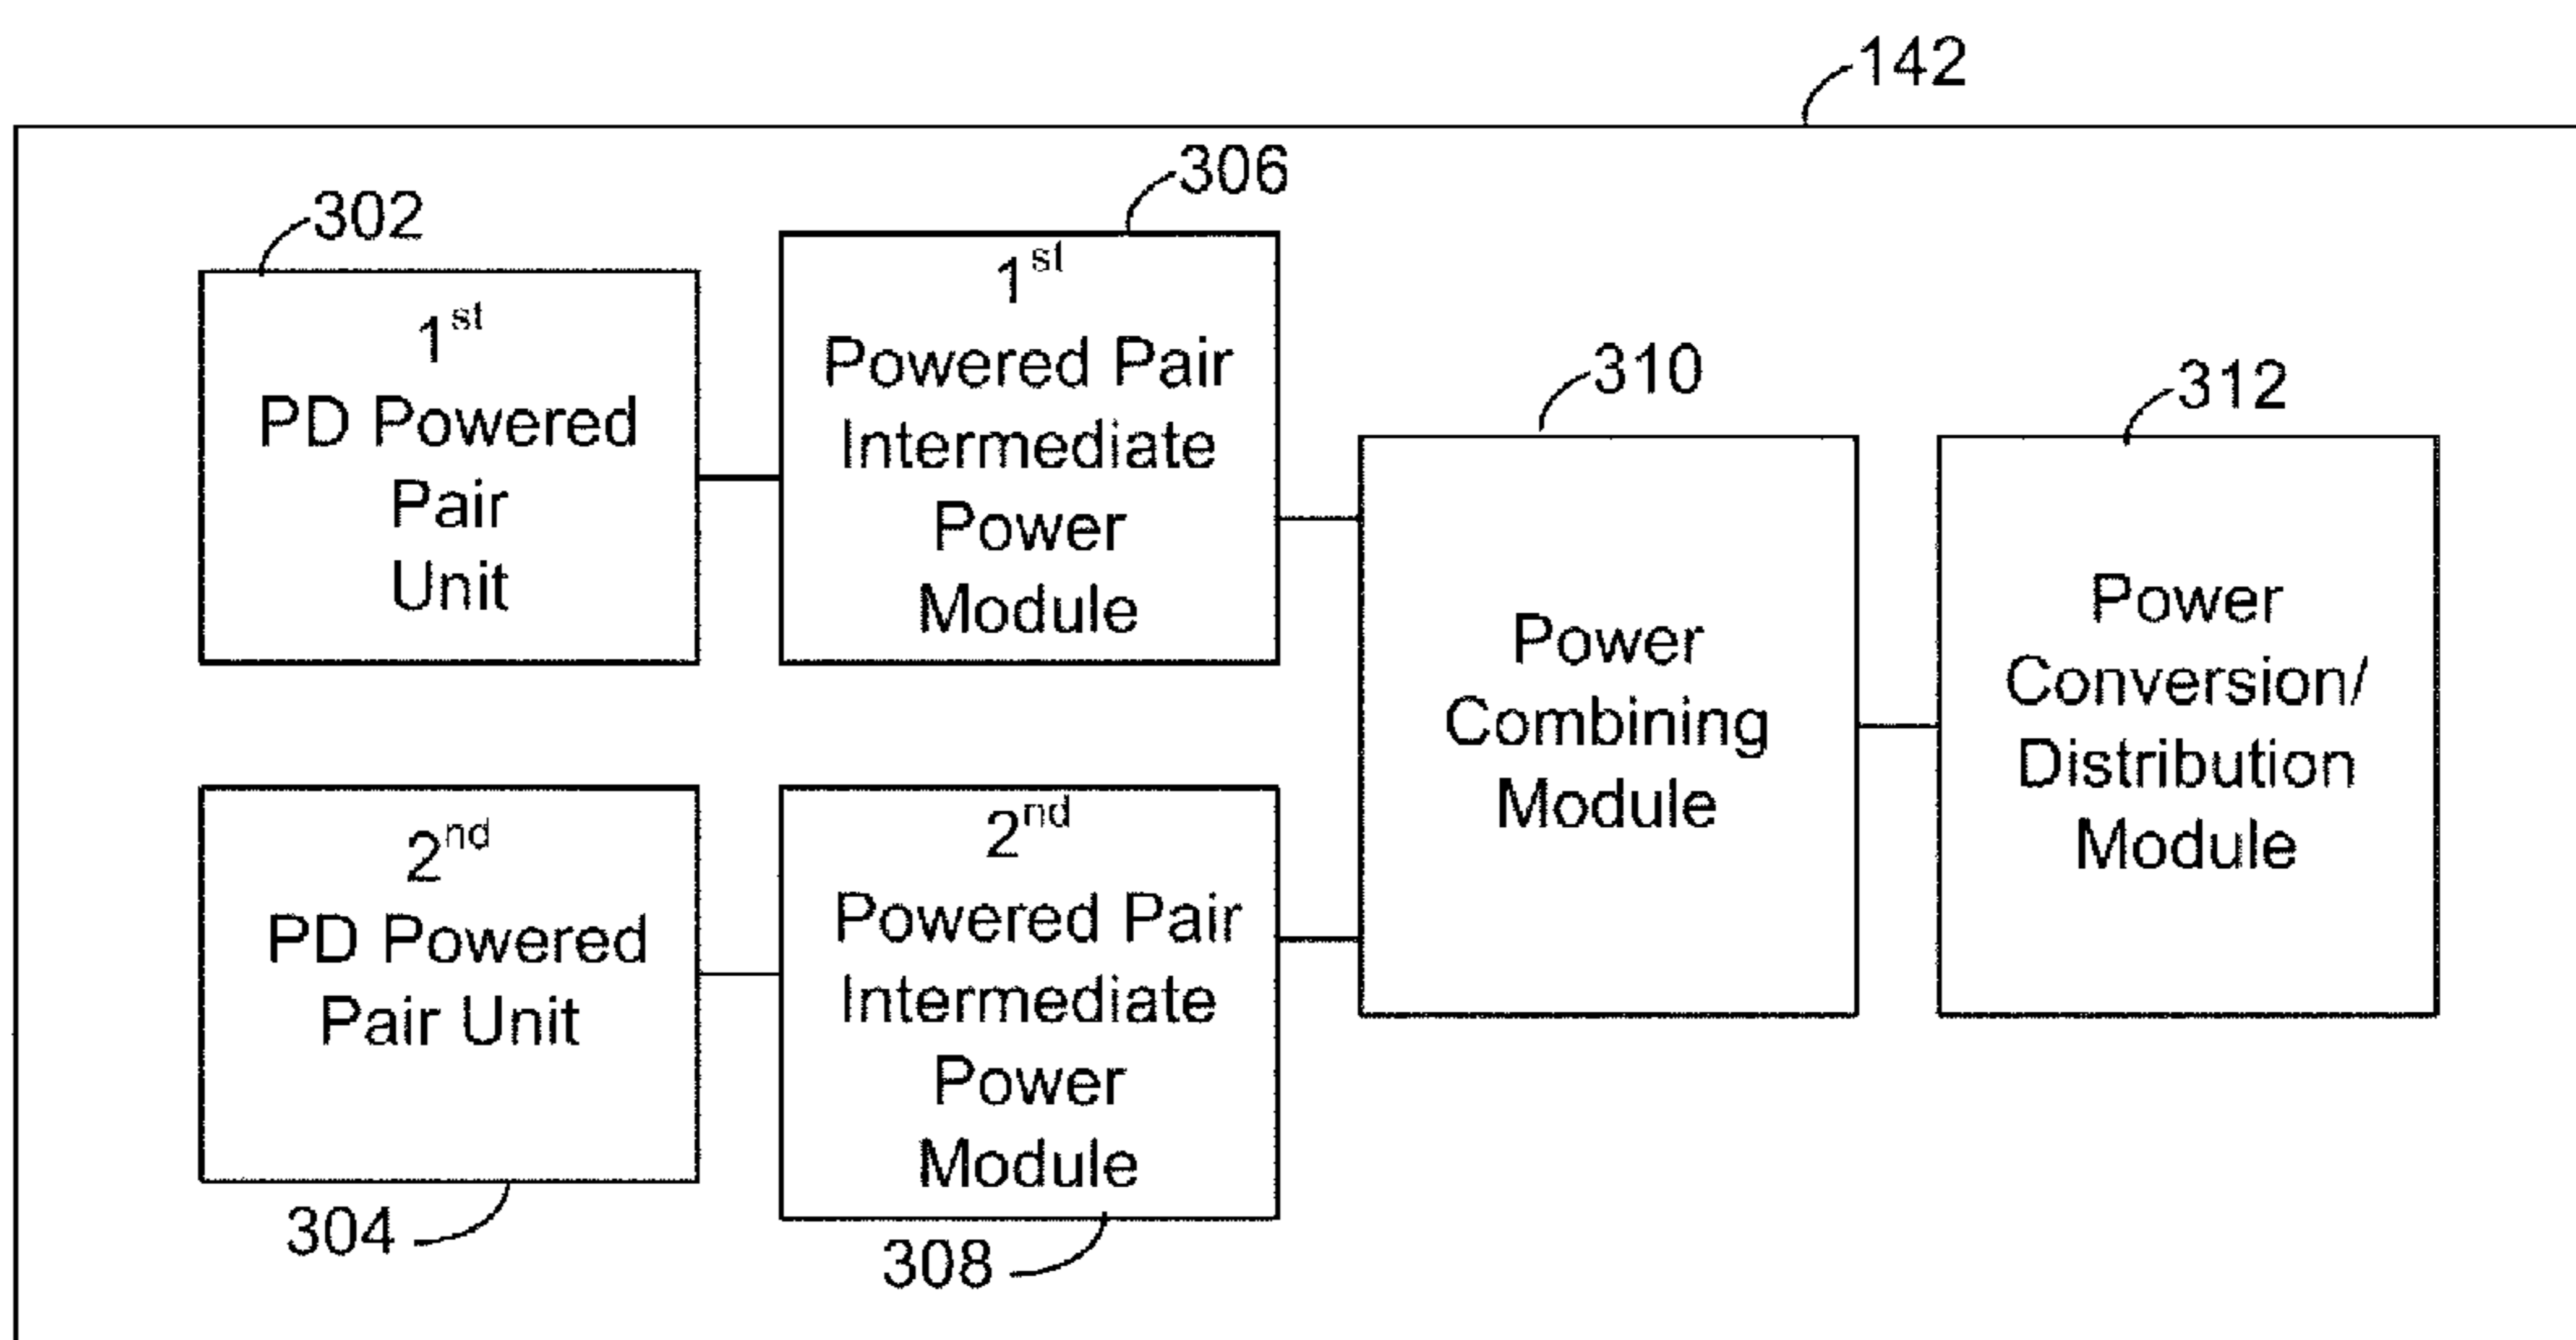 142
302
1st
PD Powered
Pair
Unit
306
1st
Powered Pair
Intermediate
Power
Module
310
Power
Combining
Module
312
Power
Conversion/
Distribution
Module
2nd
PD Powered
Pair Unit
304
2nd
Powered Pair
Intermediate
Power
Module
308